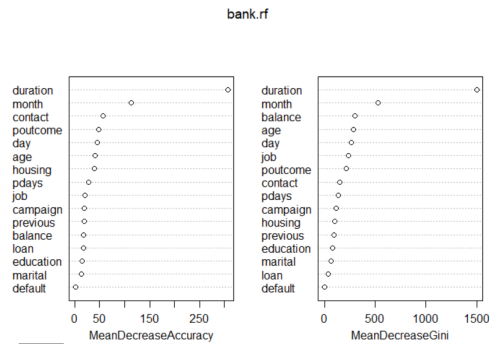 bank.rf
duration
month
contact
poutcome
day
age
housing
pdays
job
campaign
previous
balance
loan
education
marital
default
0 50 150 250
MeanDecreaseAccuracy
duration
month
balance
age
day
job
poutcome
contact
pdays
campaign
housing
previous
education
marital
loan
default
0 500 1000 1500
MeanDecreaseGini